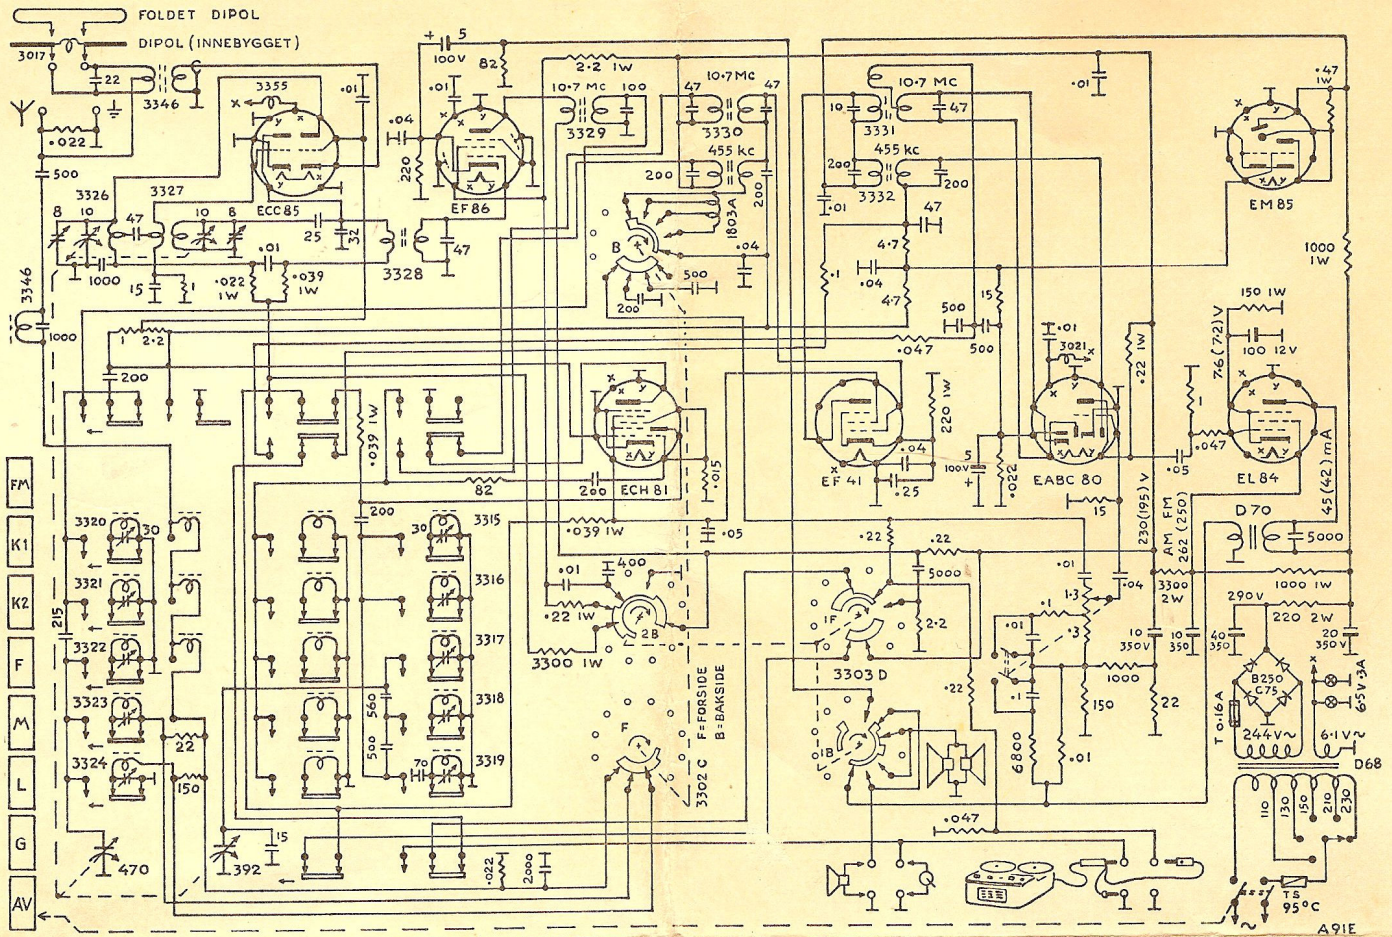 FOLDET DIPOL
DIPOL (INNEBYGGET)
3017
22
3346
.022
500
3355
x
y
.01
ECC 85
+
5
100V
82
.04
220
.01
x
y
EF 86
2.2 1W
10.7 MC
100
3329
47
10.7 MC
47
3330
455 KC
200
200
1803A
B
.04
500
200
10.7 MC
10
47
3331
455 KC
200
200
3332
.01
47
4.7
.1
.04
4.7
.01
.47
1W
x
y
EM 85
1000
1W
3326
3327
8
10
47
10
8
25
32
3328
47
1000
15
1
.01
.022
1W
.039
1W
3346
1000
1
2.2
200
.039 1W
82
200
ECH 81
.015
200
.039 1W
.05
.047
500
500
15
EF 41
220 1W
.04
.25
5
100V
+
.022
.01
3021
x
y
EABC 80
.22 1W
15
.05
1
.047
7.6 (7.2) V
150 1W
100 12V
EL 84
45 (42) mA
230 (195) V
AM FM
262 (250)
D 70
5000
FM
K1
K2
F
M
L
G
AV
3320
30
3321
3322
3323
3324
215
22
150
470
392
15
3315
30
3316
3317
3318
3319
560
500
70
.022
2000
.01
400
.22 1W
2B
3300 1W
F
F=FORSIDE
B=BAKSIDE
3302 C
.22
.22
5000
2.2
1F
3303 D
1B
.22
.01
1.3
.04
.1
.3
.01
.1
1000
150
6800
.01
22
10
350V
10
350
3300
2W
1000 1W
290V
220 2W
40
350
20
350V
B250
C75
T 0.16A
244V~
6.1V~
6.5V .3A
D68
110
130
150
210
230
TS
95°C
~
.047
A91E